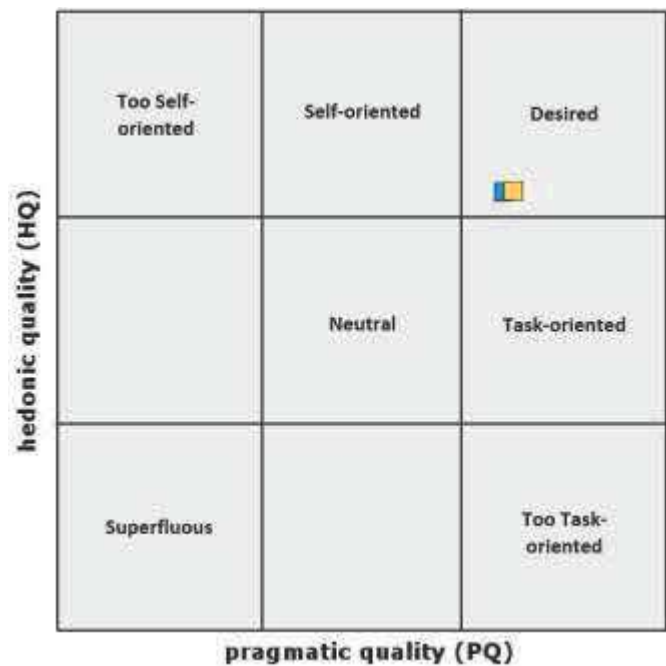 Too Self-
oriented
Self-oriented
Desired
hedonic quality (HQ)
Neutral
Task-oriented
Superfluous
Too Task-
oriented
pragmatic quality (PQ)